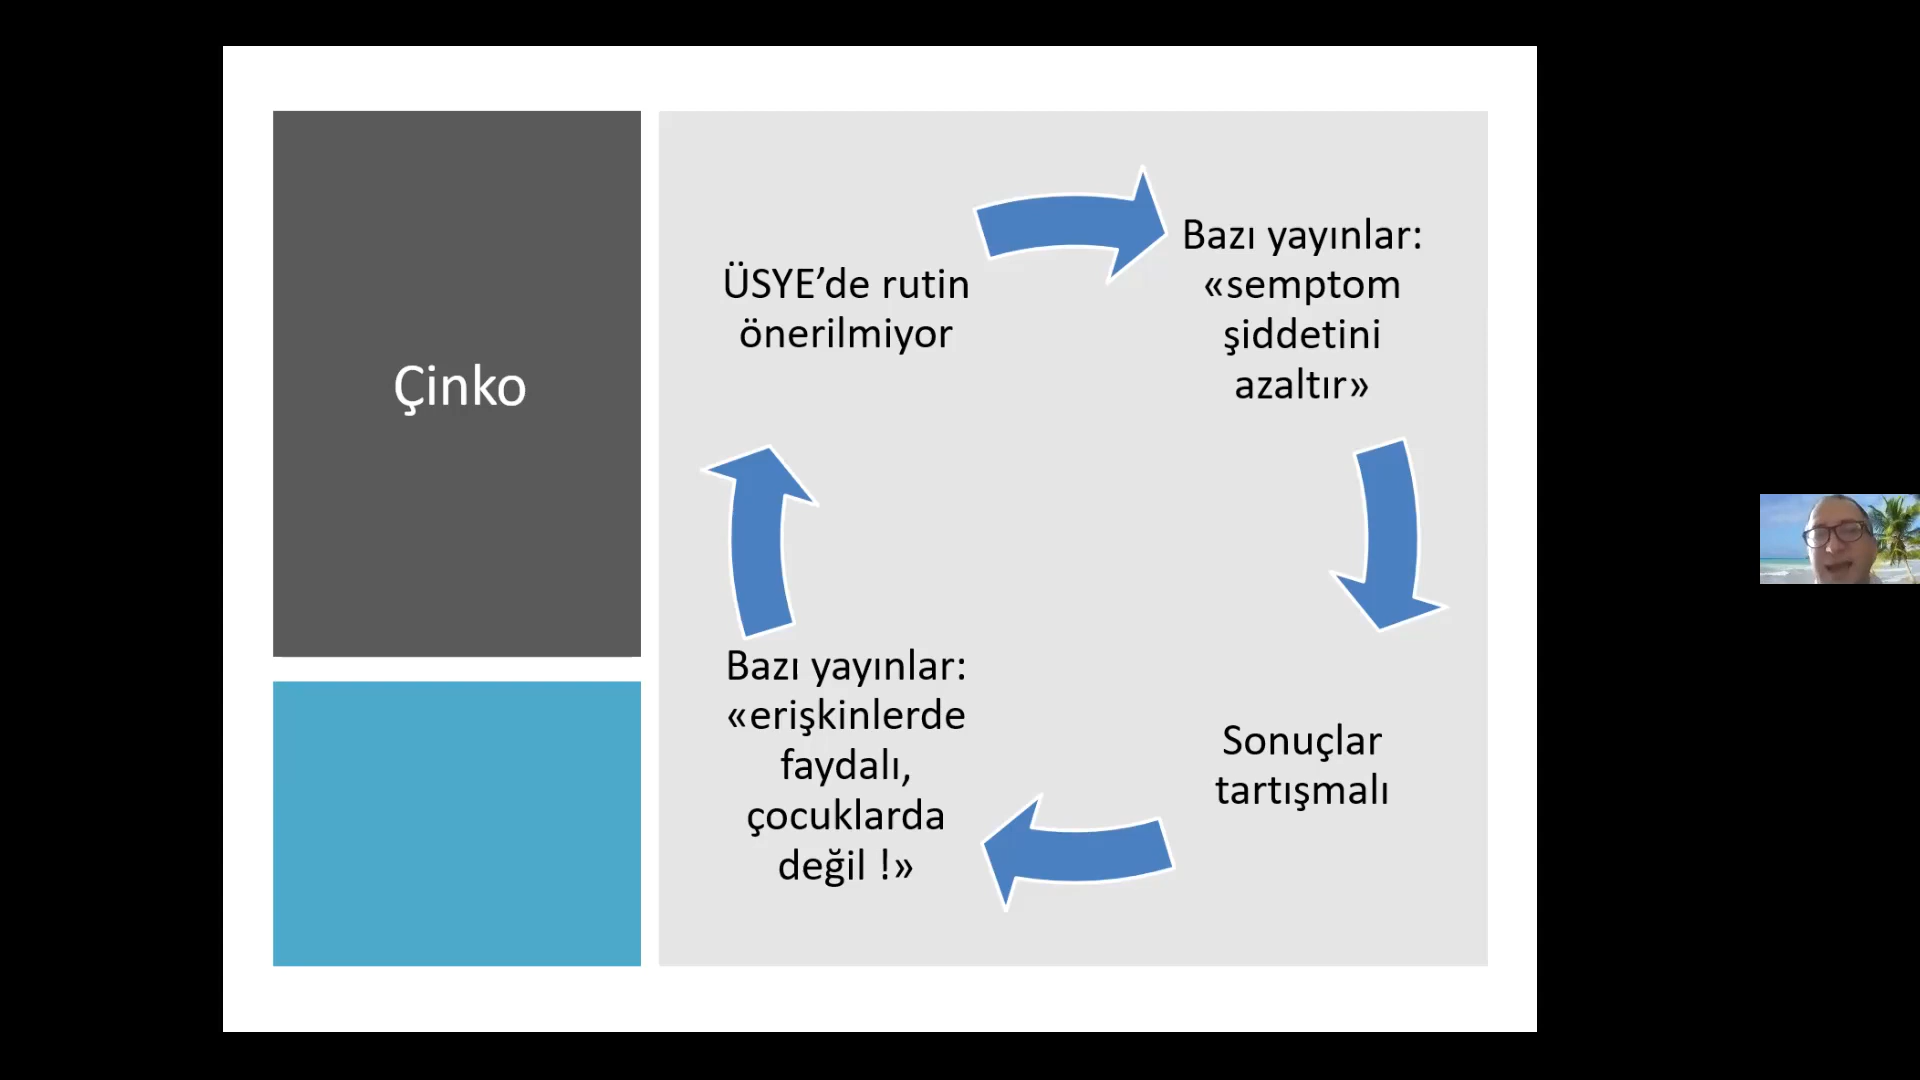 Çinko
ÜSYE’de rutin
önerilmiyor
Bazı yayınlar:
«semptom
şiddetini
azaltır»
Sonuçlar
tartışmalı
Bazı yayınlar:
«erişkinlerde
faydalı,
çocuklarda
değil !»